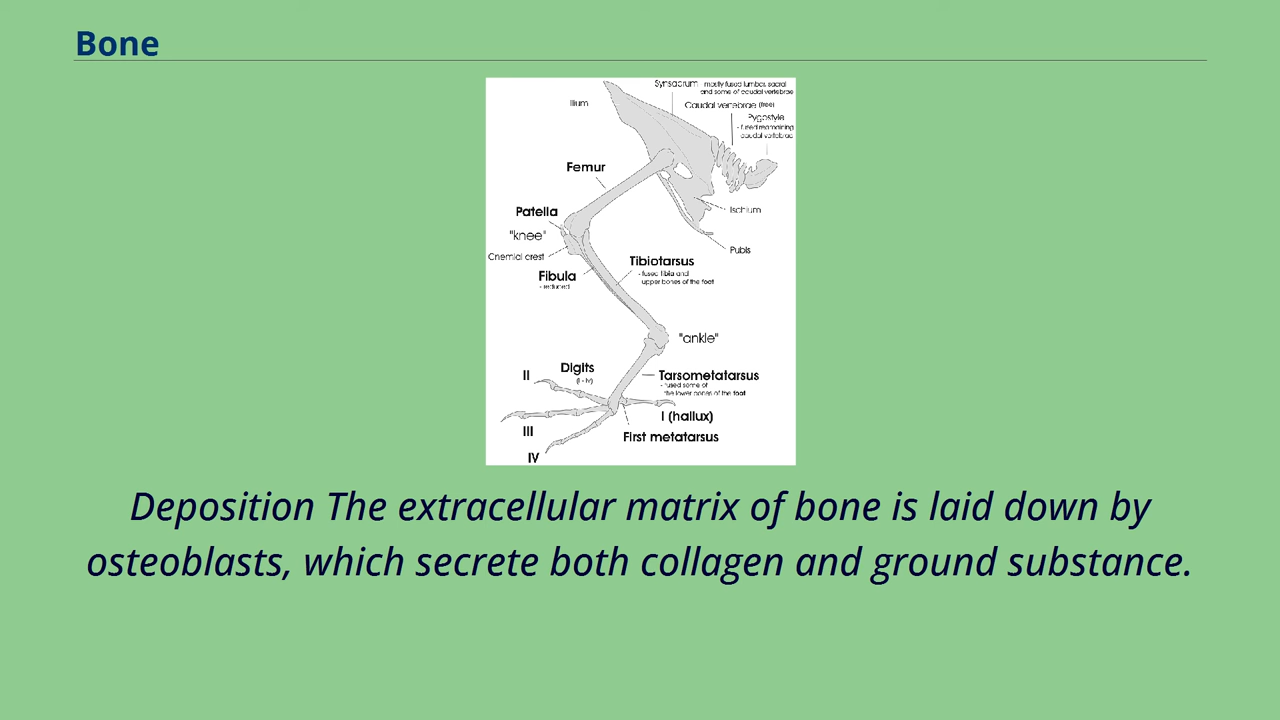 Bone
Synsacrum - mostly fused lumbar, sacral
and some of caudal vertebrae
Ilium
Caudal vertebrae (free)
Pygostyle
- fused reamaining
caudal vertebrae
Femur
Patella
Ischium
"knee"
Pubis
Cnemial crest
Tibiotarsus
- fused tibia and
upper bones of the foot
Fibula
- reduced
"ankle"
Digits
(I - IV)
II
Tarsometatarsus
- fused some of
the lower bones of the foot
I (hallux)
III
First metatarsus
IV
Deposition The extracellular matrix of bone is laid down by
osteoblasts, which secrete both collagen and ground substance.